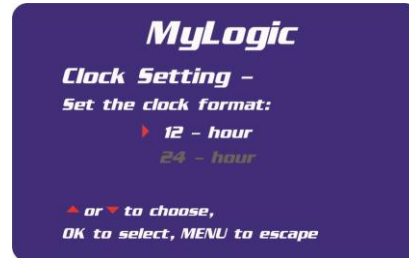 MyLogic
Clock Setting –
Set the clock format:
12 – hour
24 – hour
or to choose,
OK to select, MENU to escape